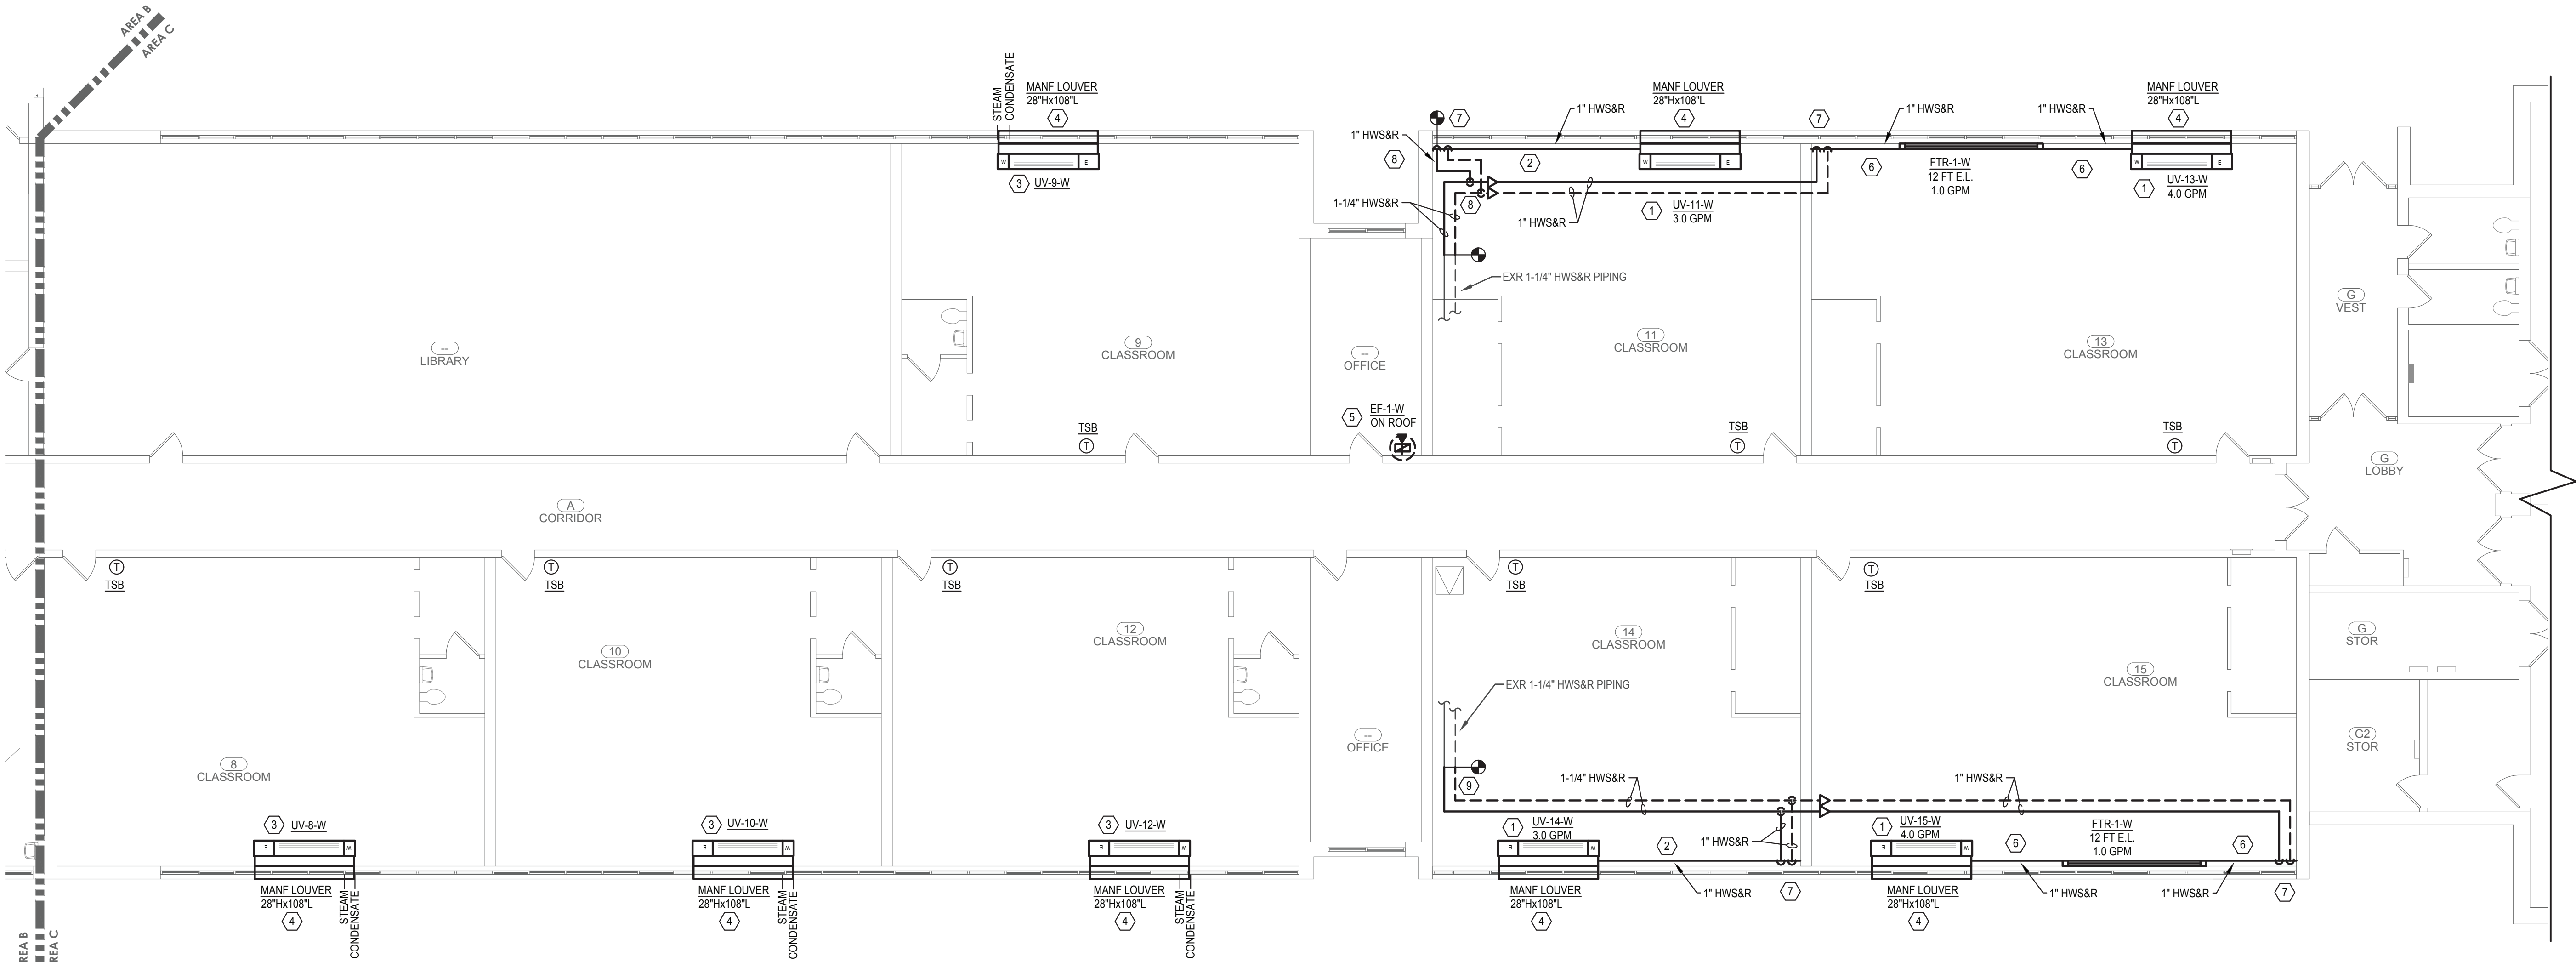 AREA B
AREA C
STEAM
CONDENSATE
MANF LOUVER
28"Hx108"L
4
W
E
3
UV-9-W
1" HWS&R
7
1" HWS&R
8
MANF LOUVER
28"Hx108"L
4
W
E
2
7
1" HWS&R
1" HWS&R
MANF LOUVER
28"Hx108"L
4
W
E
6
FTR-1-W
12 FT E.L.
1.0 GPM
6
1
UV-13-W
4.0 GPM
1-1/4" HWS&R
8
1" HWS&R
1
UV-11-W
3.0 GPM
EXR 1-1/4" HWS&R PIPING
--
LIBRARY
9
CLASSROOM
--
OFFICE
11
CLASSROOM
13
CLASSROOM
G
VEST
5
EF-1-W
ON ROOF
TSB
T
TSB
T
TSB
T
G
LOBBY
A
CORRIDOR
T
TSB
T
TSB
T
TSB
T
TSB
T
TSB
8
CLASSROOM
10
CLASSROOM
12
CLASSROOM
--
OFFICE
14
CLASSROOM
15
CLASSROOM
G
STOR
G2
STOR
EXR 1-1/4" HWS&R PIPING
9
1-1/4" HWS&R
1" HWS&R
3
UV-8-W
E
W
MANF LOUVER
28"Hx108"L
4
STEAM
CONDENSATE
3
UV-10-W
E
W
MANF LOUVER
28"Hx108"L
4
STEAM
CONDENSATE
3
UV-12-W
E
W
MANF LOUVER
28"Hx108"L
4
STEAM
CONDENSATE
1
UV-14-W
3.0 GPM
E
W
2
1" HWS&R
MANF LOUVER
28"Hx108"L
4
1" HWS&R
7
1
UV-15-W
4.0 GPM
E
W
MANF LOUVER
28"Hx108"L
4
6
FTR-1-W
12 FT E.L.
1.0 GPM
6
1" HWS&R
1" HWS&R
7
AREA B
AREA C